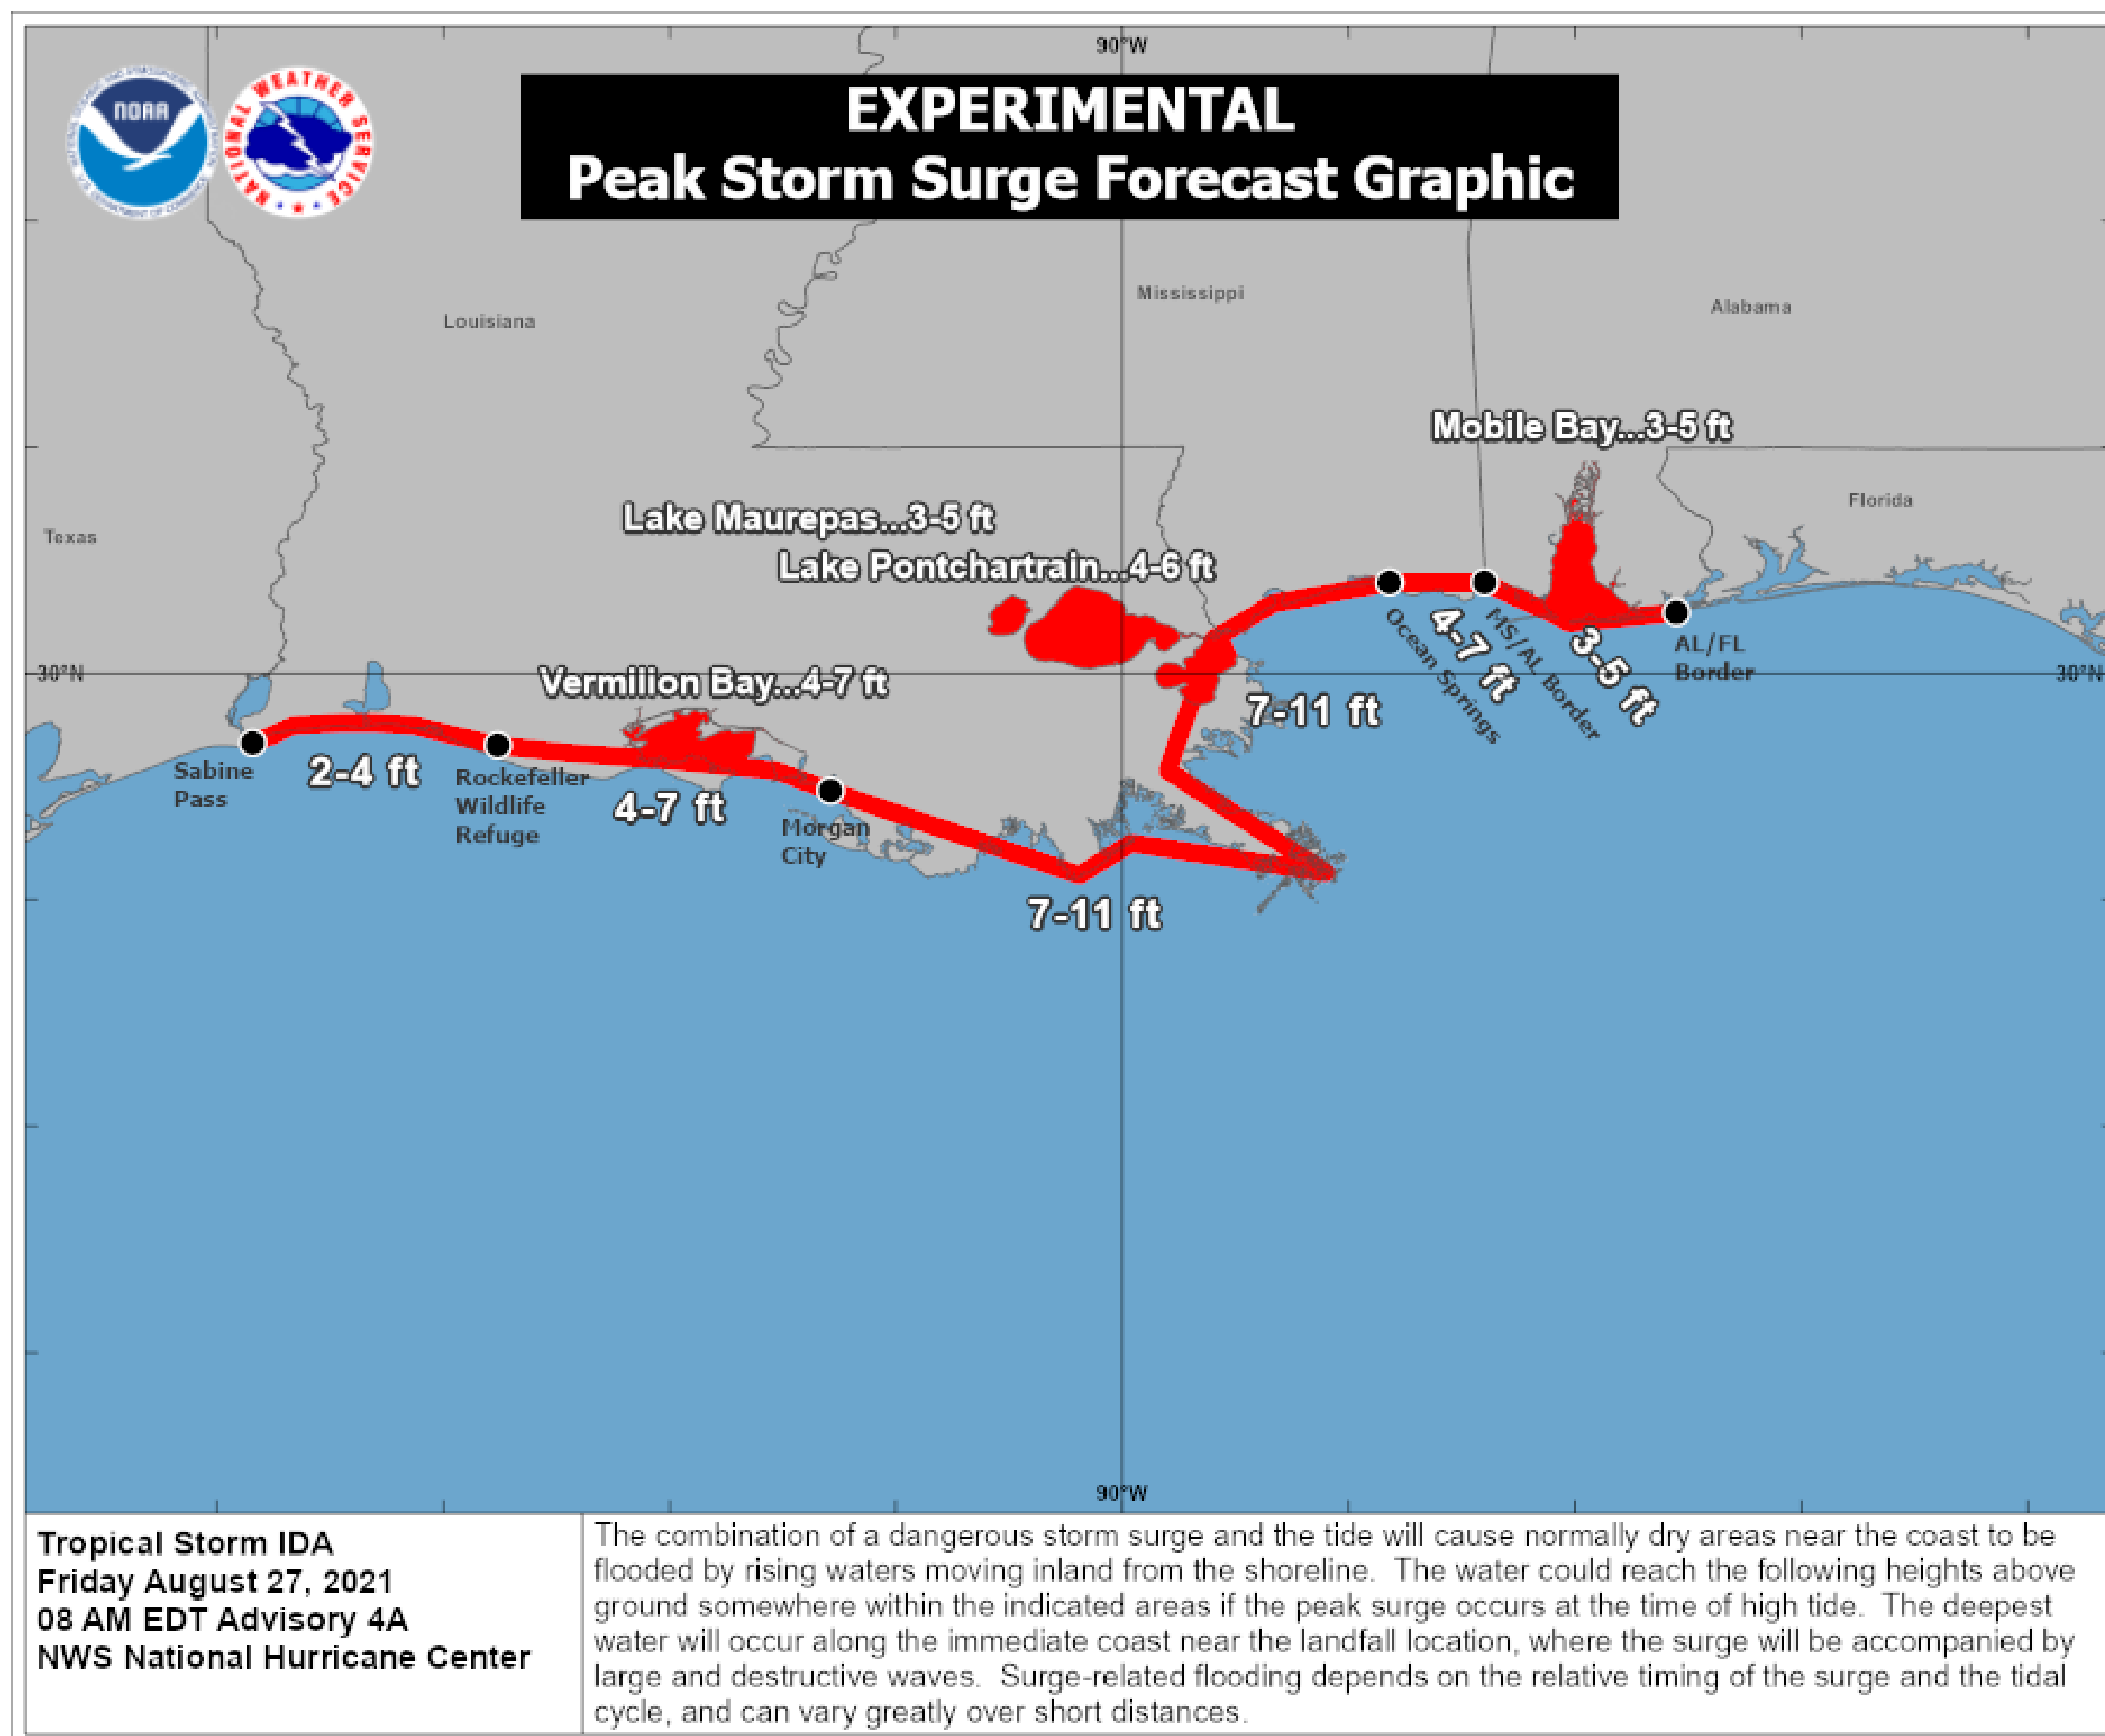 90°W
NOAA
NATIONAL WEATHER SERVICE
EXPERIMENTAL
Peak Storm Surge Forecast Graphic
Mississippi
Alabama
Louisiana
Mobile Bay...3-5 ft
Florida
Lake Maurepas...3-5 ft
Texas
Lake Pontchartrain...4-6 ft
Ocean Springs
4-7 ft
MS/AL Border
3-5 ft
AL/FL
Border
30°N
30°N
Vermilion Bay...4-7 ft
7-11 ft
Sabine
Pass
2-4 ft
Rockefeller
Wildlife
Refuge
4-7 ft
Morgan
City
7-11 ft
90°W
Tropical Storm IDA
Friday August 27, 2021
08 AM EDT Advisory 4A
NWS National Hurricane Center
The combination of a dangerous storm surge and the tide will cause normally dry areas near the coast to be
flooded by rising waters moving inland from the shoreline.  The water could reach the following heights above
ground somewhere within the indicated areas if the peak surge occurs at the time of high tide.  The deepest
water will occur along the immediate coast near the landfall location, where the surge will be accompanied by
large and destructive waves.  Surge-related flooding depends on the relative timing of the surge and the tidal
cycle, and can vary greatly over short distances.